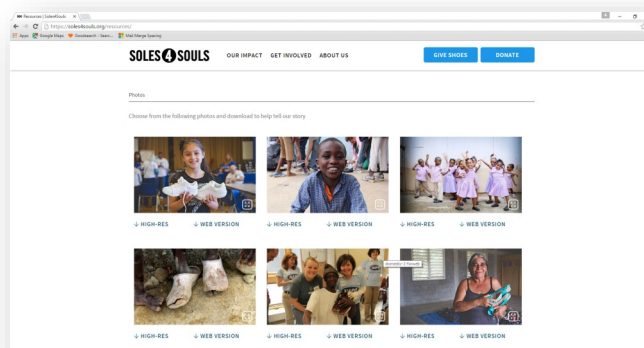 Resources | Soles4Souls
https://soles4souls.org/resources/
Apps Google Maps Goodsearch - Searc... Mail Merge Spacing
SOLES4SOULS OUR IMPACT GET INVOLVED ABOUT US GIVE SHOES DONATE
Photos
Choose from the following photos and download to help tell our story
↓ HIGH-RES ↓ WEB VERSION ↓ HIGH-RES ↓ WEB VERSION ↓ HIGH-RES ↓ WEB VERSION
↓ HIGH-RES ↓ WEB VERSION ↓ HIGH-RES ↓ WEB VERSION ↓ HIGH-RES ↓ WEB VERSION